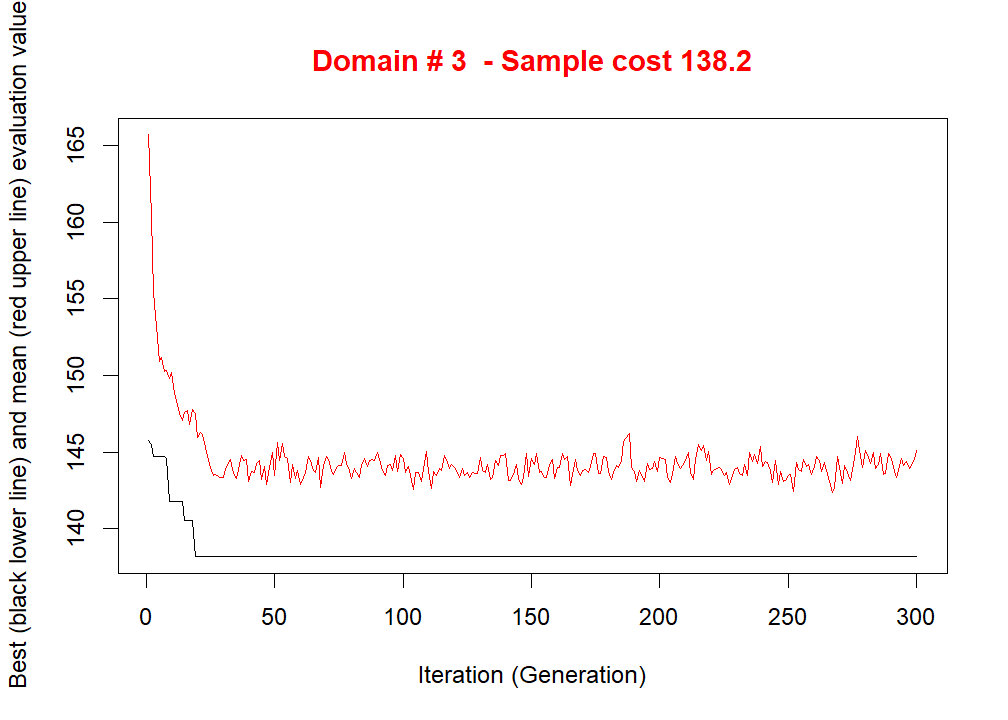 Domain # 3  - Sample cost 138.2
Best (black lower line) and mean (red upper line) evaluation value
165
160
155
150
145
140
0 50 100 150 200 250 300
Iteration (Generation)